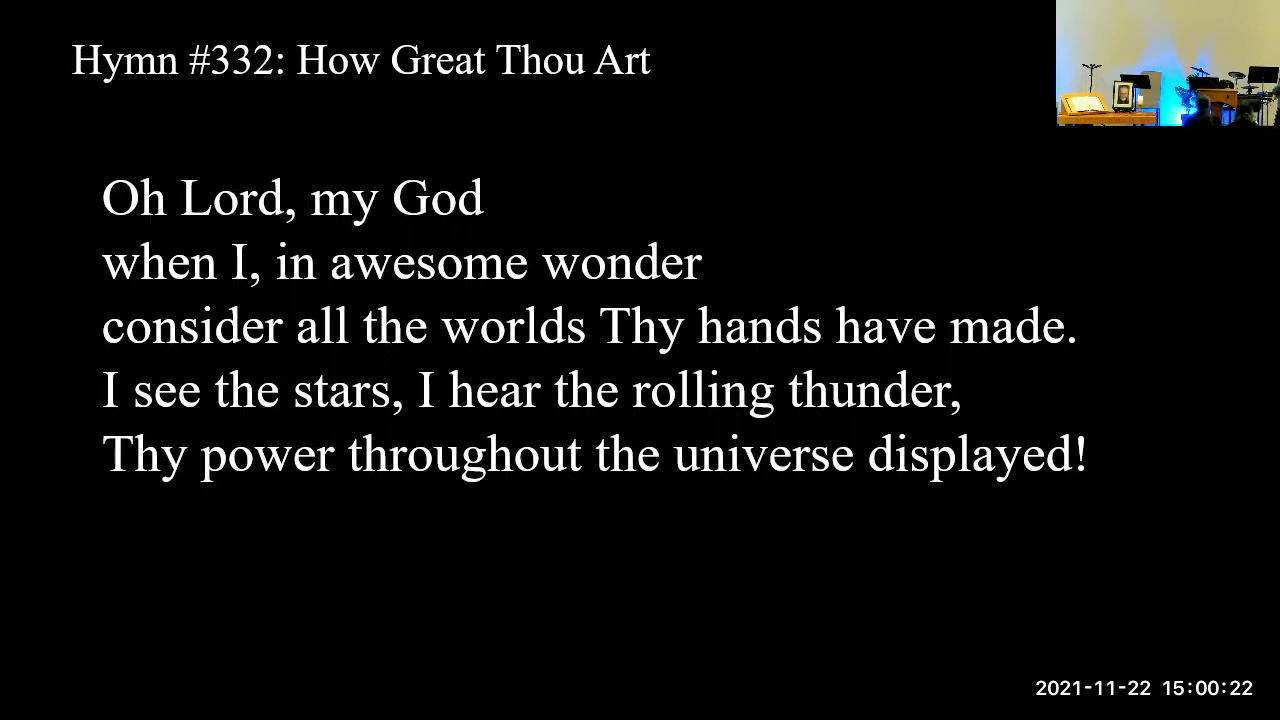 Hymn #332: How Great Thou Art
Oh Lord, my God
when I, in awesome wonder
consider all the worlds Thy hands have made.
I see the stars, I hear the rolling thunder,
Thy power throughout the universe displayed!
2021-11-22 15:00:22